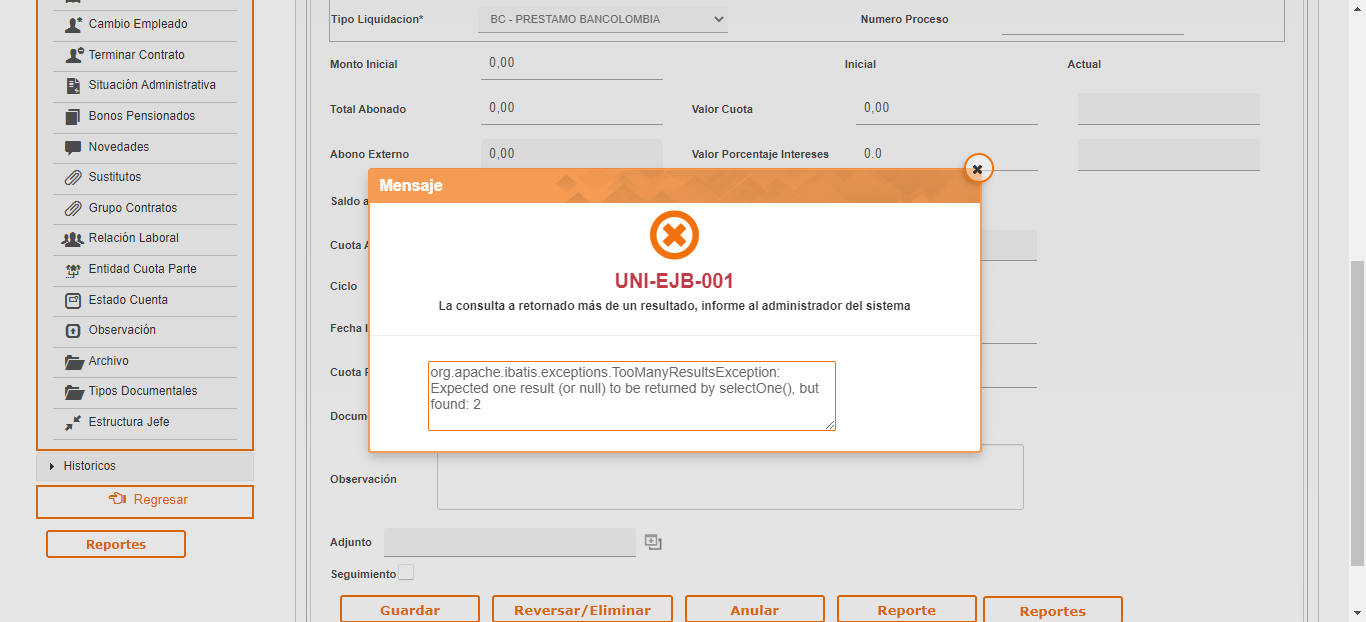 Cambio Empleado
Terminar Contrato
Situación Administrativa
Bonos Pensionados
Novedades
Sustitutos
Grupo Contratos
Relación Laboral
Entidad Cuota Parte
Estado Cuenta
Observación
Archivo
Tipos Documentales
Estructura Jefe
Historicos
Regresar
Reportes
Tipo Liquidacion* BC - PRESTAMO BANCOLOMBIA Numero Proceso
Monto Inicial 0,00 Inicial Actual
Total Abonado 0,00 Valor Cuota 0,00
Abono Externo 0,00 Valor Porcentaje Intereses 0.0
Saldo a
Cuota A
Ciclo
Fecha I
Cuota
Docum
Mensaje
UNI-EJB-001
La consulta a retornado más de un resultado, informe al administrador del sistema
org.apache.ibatis.exceptions.TooManyResultsException:
Expected one result (or null) to be returned by selectOne(), but
found: 2
Observación
Adjunto
Seguimiento
Guardar Reversar/Eliminar Anular Reporte Reportes